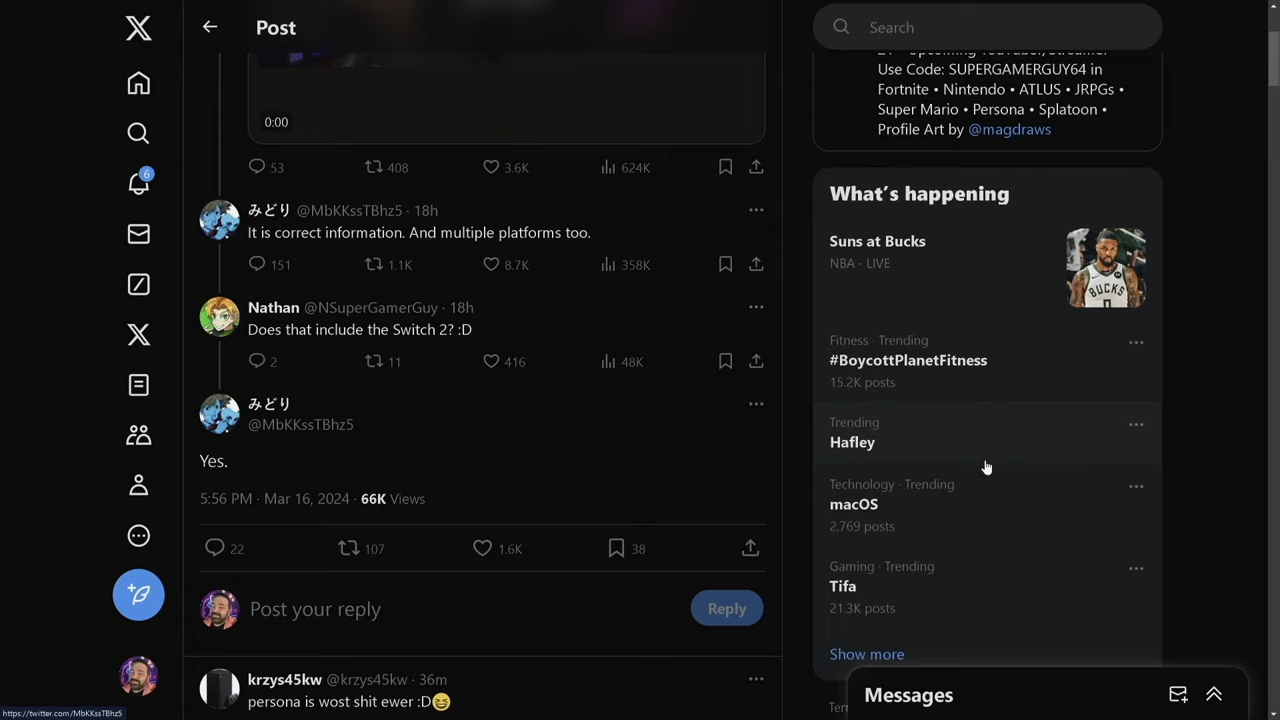 Post
0:00
53
408
3.6K
624K
みどり @MbKKssTBhz5 · 18h
It is correct information. And multiple platforms too.
151
1.1K
8.7K
358K
Nathan @NSuperGamerGuy · 18h
Does that include the Switch 2? :D
2
11
416
48K
みどり
@MbKKssTBhz5
Yes.
5:56 PM · Mar 16, 2024 · 66K Views
22
107
1.6K
38
Post your reply
Reply
krzys45kw @krzys45kw · 36m
persona is wost shit ewer :D😆
6
Search
Use Code: SUPERGAMERGUY64 in
Fortnite • Nintendo • ATLUS • JRPGs •
Super Mario • Persona • Splatoon •
Profile Art by @magdraws
What's happening
Suns at Bucks
NBA · LIVE
BUCKS
Fitness · Trending
#BoycottPlanetFitness
15.2K posts
Trending
Hafley
Technology · Trending
macOS
2,769 posts
Gaming · Trending
Tifa
21.3K posts
Show more
Messages
https://twitter.com/MbKKssTBhz5